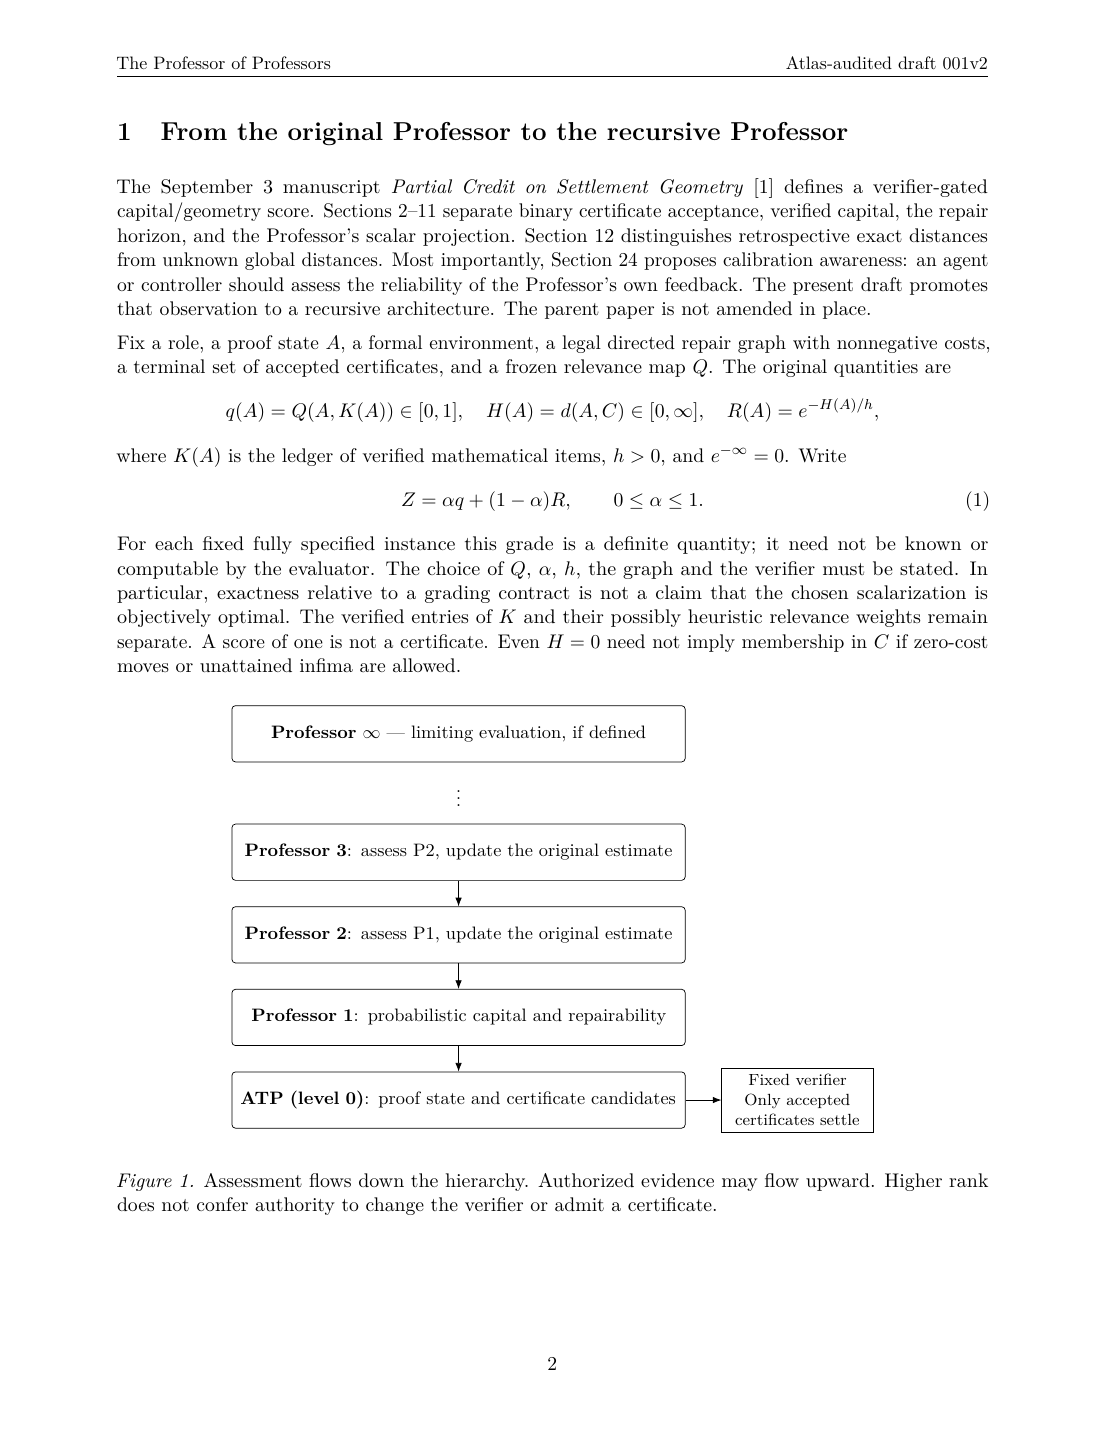 The Professor of Professors
Atlas-audited draft 001v2
1 From the original Professor to the recursive Professor
The September 3 manuscript Partial Credit on Settlement Geometry [1] defines a verifier-gated
capital/geometry score. Sections 2–11 separate binary certificate acceptance, verified capital, the repair
horizon, and the Professor's scalar projection. Section 12 distinguishes retrospective exact distances
from unknown global distances. Most importantly, Section 24 proposes calibration awareness: an agent
or controller should assess the reliability of the Professor's own feedback. The present draft promotes
that observation to a recursive architecture. The parent paper is not amended in place.
Fix a role, a proof state A, a formal environment, a legal directed repair graph with nonnegative costs,
a terminal set of accepted certificates, and a frozen relevance map Q. The original quantities are
q(A) = Q(A, K(A)) ∈ [0, 1], H(A) = d(A, C) ∈ [0, ∞], R(A) = e^{−H(A)/h},
where K(A) is the ledger of verified mathematical items, h > 0, and e^{−∞} = 0. Write
Z = αq + (1 − α)R, 0 ≤ α ≤ 1. (1)
For each fixed fully specified instance this grade is a definite quantity; it need not be known or
computable by the evaluator. The choice of Q, α, h, the graph and the verifier must be stated. In
particular, exactness relative to a grading contract is not a claim that the chosen scalarization is
objectively optimal. The verified entries of K and their possibly heuristic relevance weights remain
separate. A score of one is not a certificate. Even H = 0 need not imply membership in C if zero-cost
moves or unattained infima are allowed.
Professor ∞ — limiting evaluation, if defined
⋮
Professor 3: assess P2, update the original estimate
Professor 2: assess P1, update the original estimate
Professor 1: probabilistic capital and repairability
ATP (level 0): proof state and certificate candidates
Fixed verifier
Only accepted
certificates settle
Figure 1. Assessment flows down the hierarchy. Authorized evidence may flow upward. Higher rank
does not confer authority to change the verifier or admit a certificate.
2